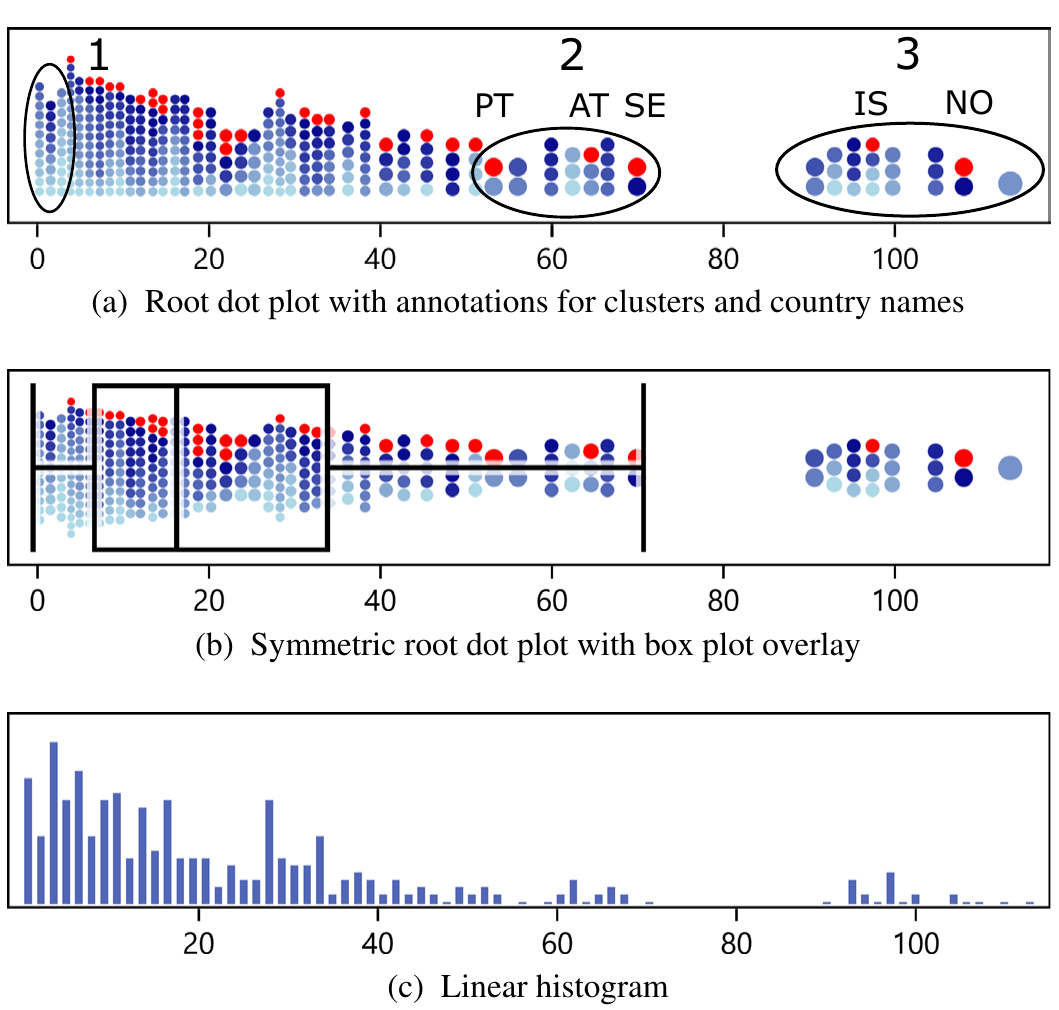 1 2 3
PT AT SE IS NO
0 20 40 60 80 100
(a) Root dot plot with annotations for clusters and country names
0 20 40 60 80 100
(b) Symmetric root dot plot with box plot overlay
20 40 60 80 100
(c) Linear histogram